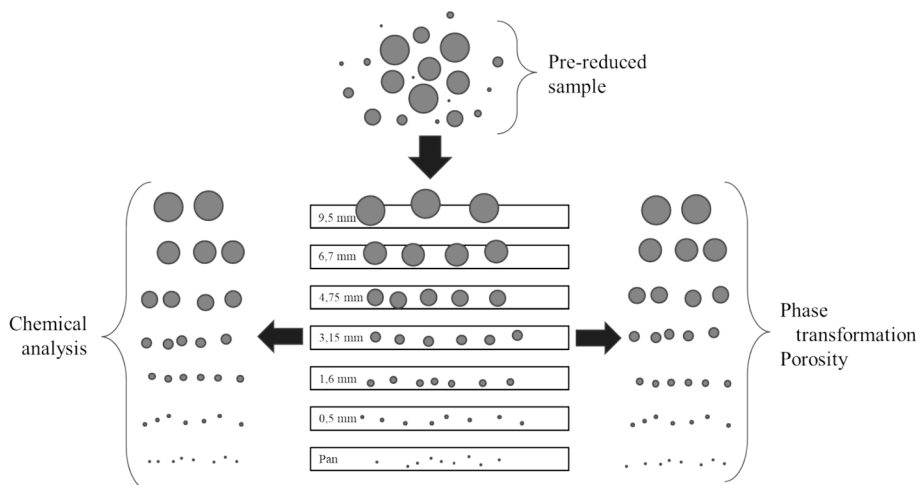 Pre-reduced
sample
9,5 mm
6,7 mm
4,75 mm
3,15 mm
1,6 mm
0,5 mm
Pan
Chemical
analysis
Phase
transformation
Porosity